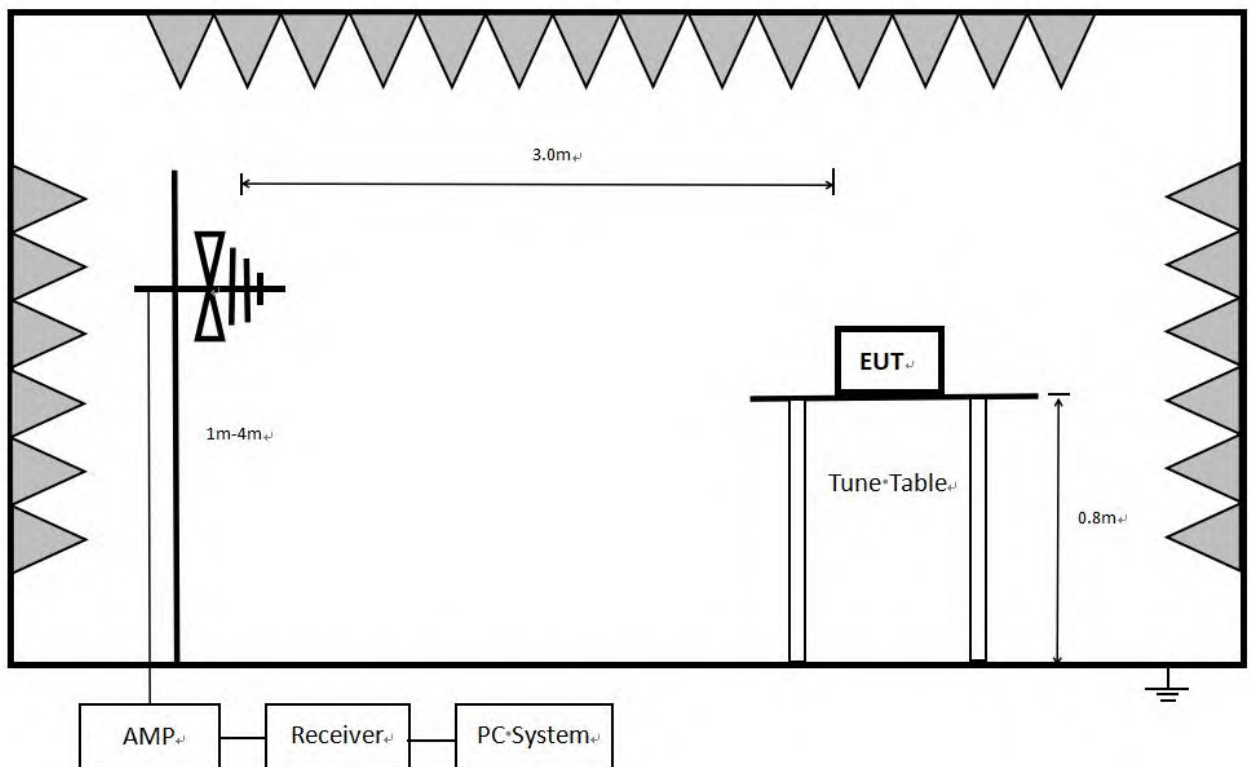 3.0m
EUT
1m-4m
Tune Table
0.8m
AMP
Receiver
PC System